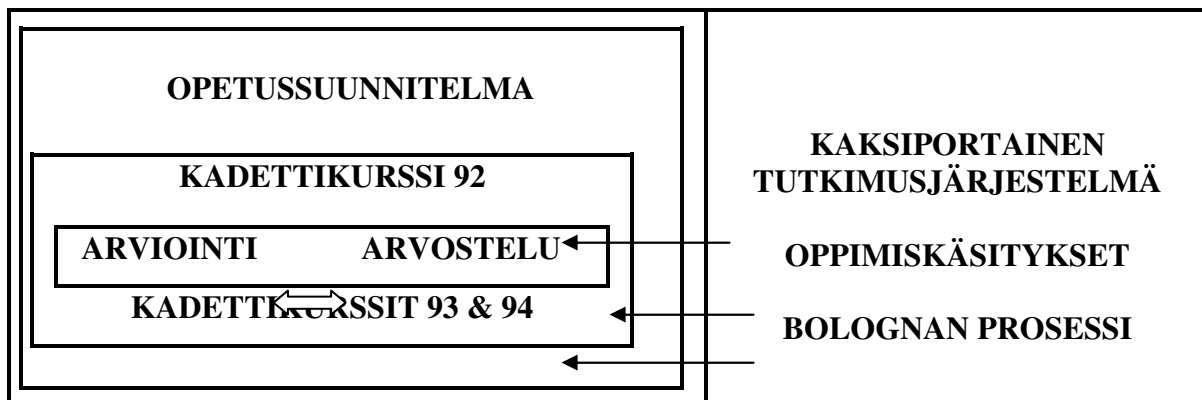 OPETUSSUUNNITELMA
KADETTIKURSSI 92
ARVIOINTI ARVOSTELU
KADETTIKURSSIT 93 & 94
KAKSIPORTAINEN
TUTKIMUSJÄRJESTELMÄ
OPPIMISKÄSITYKSET
BOLOGNAN PROSESSI